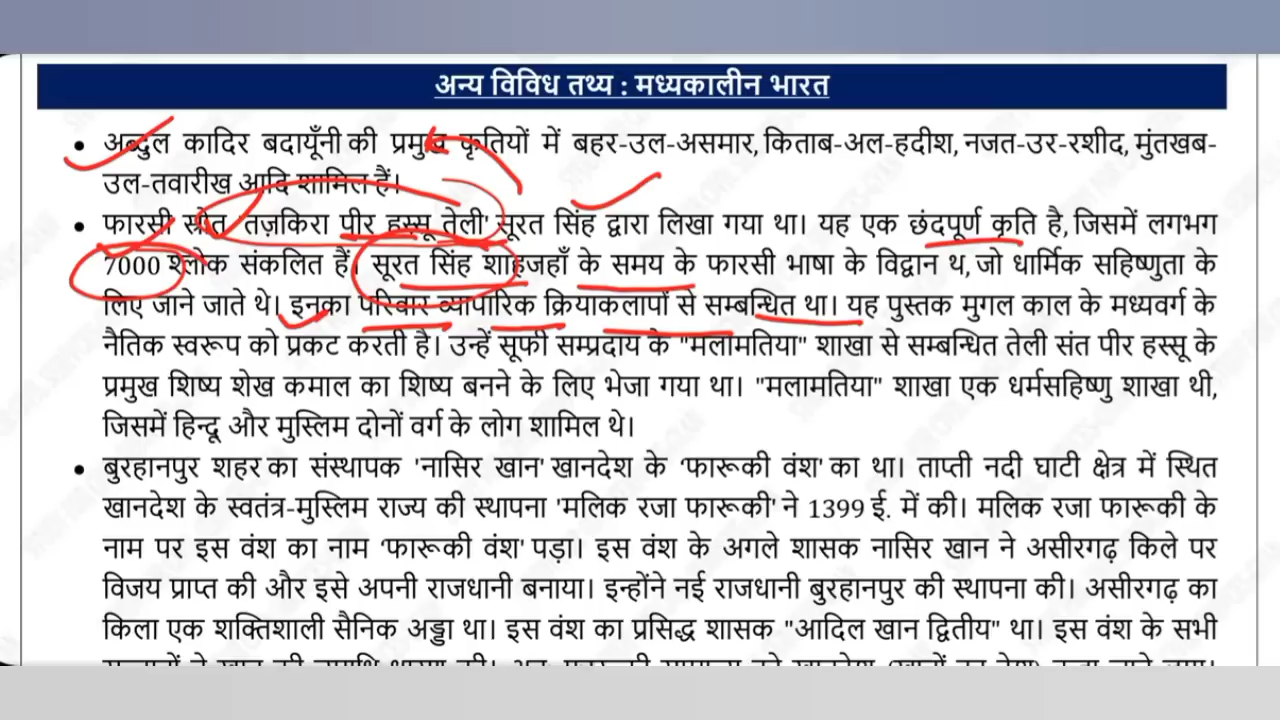 अन्य विविध तथ्य : मध्यकालीन भारत
• अब्दुल कादिर बदायूँनी की प्रमुख कृतियों में बहर-उल-असमार, किताब-अल-हदीश, नजत-उर-रशीद, मुंतखब-
उल-तवारीख आदि शामिल हैं।
• फारसी स्रोत 'तज़किरा पीर हस्सू तेली' सूरत सिंह द्वारा लिखा गया था। यह एक छंदपूर्ण कृति है, जिसमें लगभग
7000 श्लोक संकलित हैं। सूरत सिंह शाहजहाँ के समय के फारसी भाषा के विद्वान थ, जो धार्मिक सहिष्णुता के
लिए जाने जाते थे। इनका परिवार व्यापारिक क्रियाकलापों से सम्बन्धित था। यह पुस्तक मुगल काल के मध्यवर्ग के
नैतिक स्वरूप को प्रकट करती है। उन्हें सूफी सम्प्रदाय के "मलामतिया" शाखा से सम्बन्धित तेली संत पीर हस्सू के
प्रमुख शिष्य शेख कमाल का शिष्य बनने के लिए भेजा गया था। "मलामतिया" शाखा एक धर्मसहिष्णु शाखा थी,
जिसमें हिन्दू और मुस्लिम दोनों वर्ग के लोग शामिल थे।
• बुरहानपुर शहर का संस्थापक 'नासिर खान' खानदेश के ‘फारूकी वंश' का था। ताप्ती नदी घाटी क्षेत्र में स्थित
खानदेश के स्वतंत्र-मुस्लिम राज्य की स्थापना 'मलिक रजा फारूकी' ने 1399 ई. में की। मलिक रजा फारूकी के
नाम पर इस वंश का नाम ‘फारूकी वंश' पड़ा। इस वंश के अगले शासक नासिर खान ने असीरगढ़ किले पर
विजय प्राप्त की और इसे अपनी राजधानी बनाया। इन्होंने नई राजधानी बुरहानपुर की स्थापना की। असीरगढ़ का
किला एक शक्तिशाली सैनिक अड्डा था। इस वंश का प्रसिद्ध शासक "आदिल खान द्वितीय" था। इस वंश के सभी